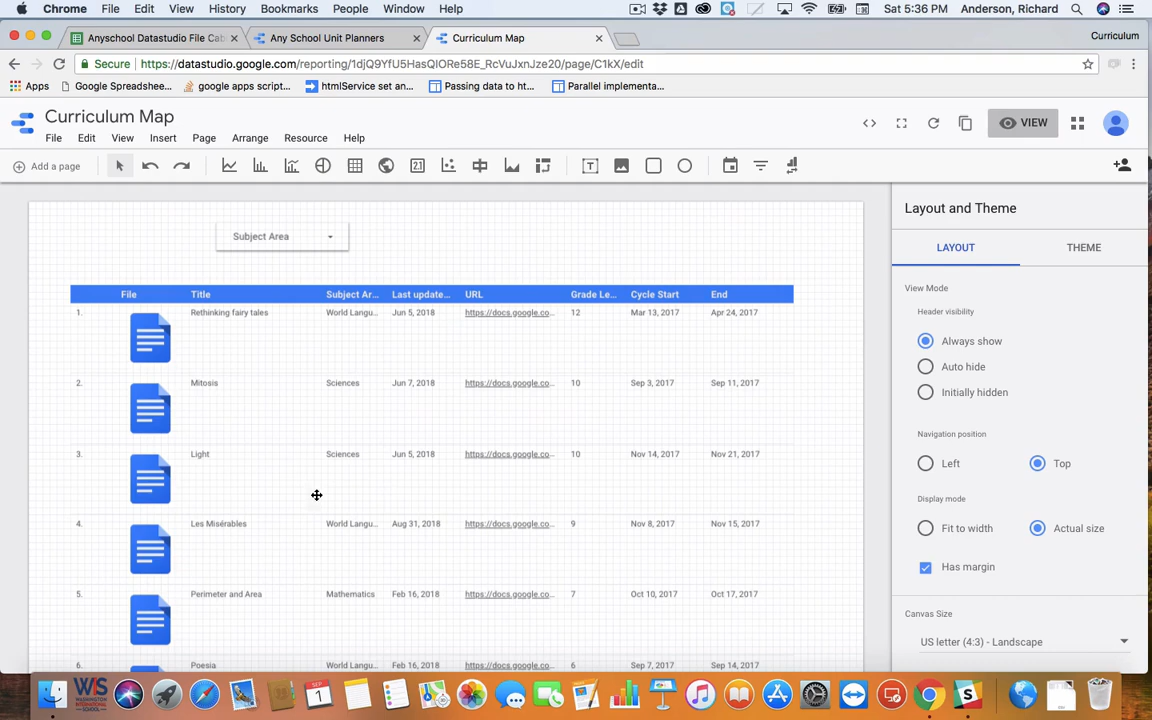 Chrome File Edit View History Bookmarks People Window Help Sat 5:36 PM Anderson, Richard
Anyschool Datastudio File Cab Any School Unit Planners Curriculum Map Curriculum
Secure https://datastudio.google.com/reporting/1djQ9YfU5HasQIORe58E_RcVuJxnJze20/page/C1kX/edit
Apps Google Spreadshee... google apps script... htmlService set an... Passing data to ht... Parallel implementa...
Curriculum Map
VIEW
File Edit View Insert Page Arrange Resource Help
Add a page
21
T
Layout and Theme
LAYOUT THEME
Subject Area
File Title Subject Ar... Last update... URL Grade Le... Cycle Start End
1. Rethinking fairy tales World Langu... Jun 5, 2018 https://docs.google.co... 12 Mar 13, 2017 Apr 24, 2017
2. Mitosis Sciences Jun 7, 2018 https://docs.google.co... 10 Sep 3, 2017 Sep 11, 2017
3. Light Sciences Jun 5, 2018 https://docs.google.co... 10 Nov 14, 2017 Nov 21, 2017
4. Les Misérables World Langu... Aug 31, 2018 https://docs.google.co... 9 Nov 8, 2017 Nov 15, 2017
5. Perimeter and Area Mathematics Feb 16, 2018 https://docs.google.co... 7 Oct 10, 2017 Oct 17, 2017
6. Poesia World Langu... Feb 16, 2018 https://docs.google.co... 6 Sep 7, 2017 Sep 14, 2017
View Mode
Header visibility
Always show
Auto hide
Initially hidden
Navigation position
Left Top
Display mode
Fit to width Actual size
Has margin
Canvas Size
US letter (4:3) - Landscape
WIS
SEP
1